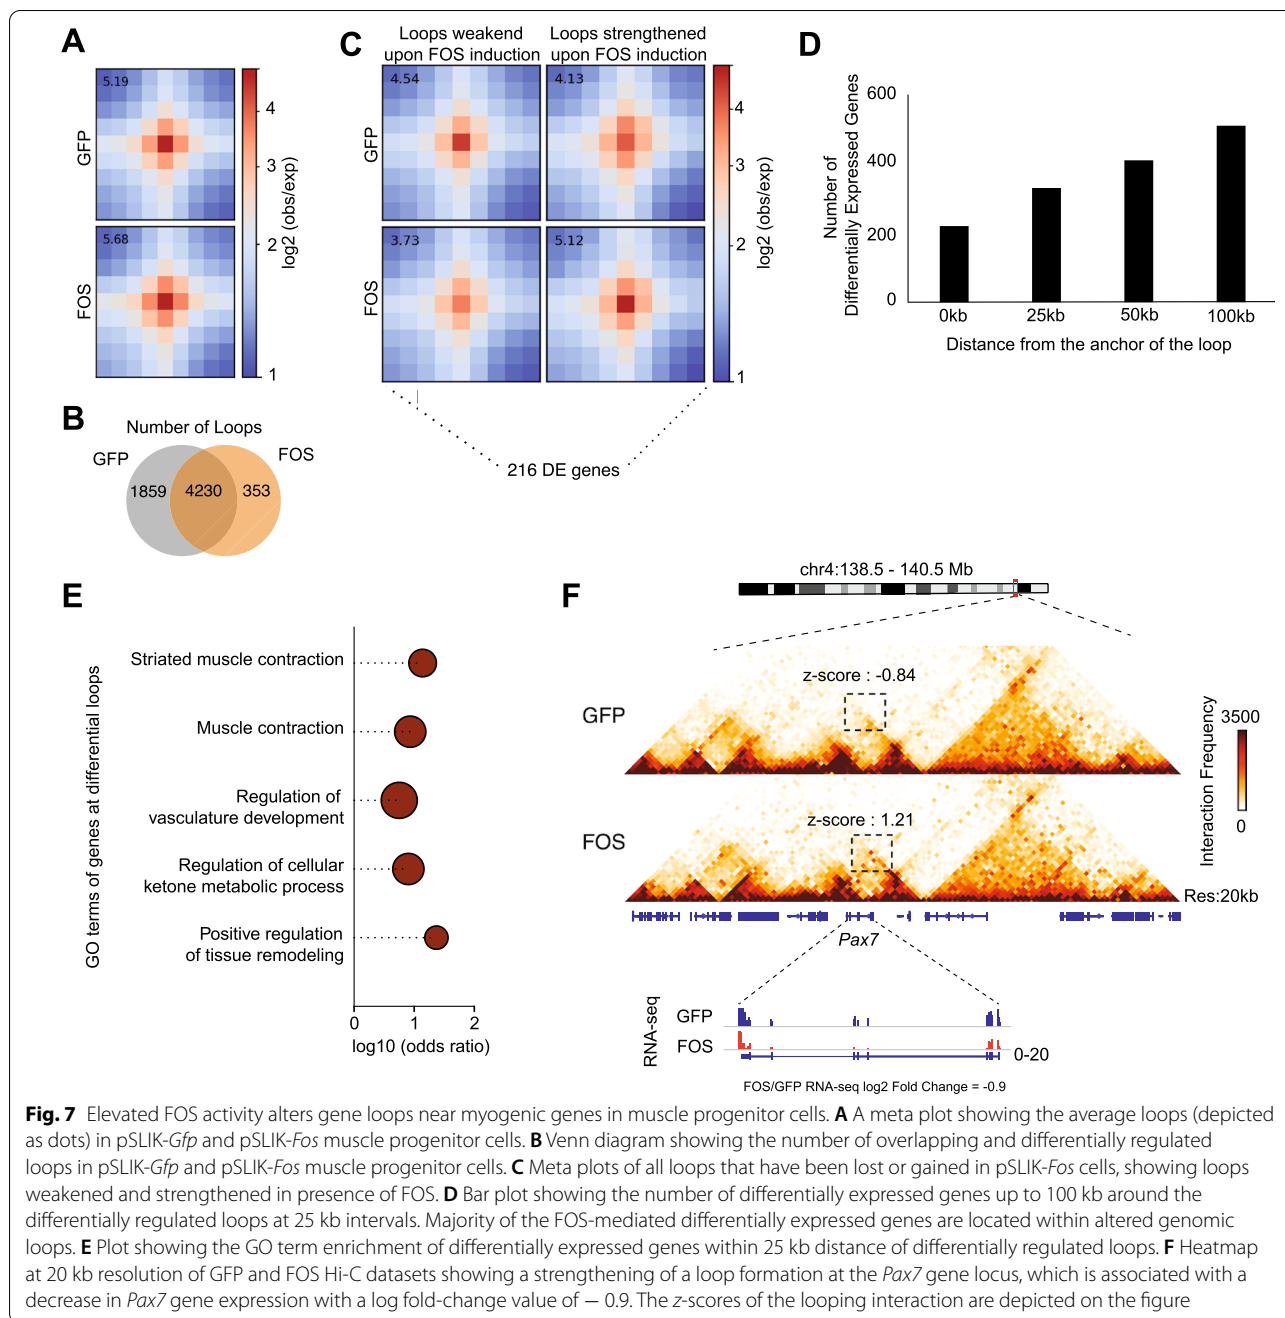 A
5.19
GFP
5.68
FOS
4
3
2
1
log2 (obs/exp)
B
Number of Loops
GFP
FOS
1859
4230
353
C
Loops weakend
upon FOS induction
Loops strengthened
upon FOS induction
4.54
4.13
GFP
3.73
5.12
FOS
4
3
2
1
log2 (obs/exp)
216 DE genes
D
Number of
Differentially Expressed Genes
600
400
200
0
0kb
25kb
50kb
100kb
Distance from the anchor of the loop
E
GO terms of genes at differential loops
Striated muscle contraction
Muscle contraction
Regulation of
vasculature development
Regulation of cellular
ketone metabolic process
Positive regulation
of tissue remodeling
0
1
2
log10 (odds ratio)
F
chr4:138.5 - 140.5 Mb
z-score : -0.84
GFP
z-score : 1.21
FOS
Interaction Frequency
3500
0
Res:20kb
Pax7
RNA-seq
GFP
FOS
0-20
FOS/GFP RNA-seq log2 Fold Change = -0.9
Fig. 7 Elevated FOS activity alters gene loops near myogenic genes in muscle progenitor cells. A A meta plot showing the average loops (depicted
as dots) in pSLIK-Gfp and pSLIK-Fos muscle progenitor cells. B Venn diagram showing the number of overlapping and differentially regulated
loops in pSLIK-Gfp and pSLIK-Fos muscle progenitor cells. C Meta plots of all loops that have been lost or gained in pSLIK-Fos cells, showing loops
weakened and strengthened in presence of FOS. D Bar plot showing the number of differentially expressed genes up to 100 kb around the
differentially regulated loops at 25 kb intervals. Majority of the FOS-mediated differentially expressed genes are located within altered genomic
loops. E Plot showing the GO term enrichment of differentially expressed genes within 25 kb distance of differentially regulated loops. F Heatmap
at 20 kb resolution of GFP and FOS Hi-C datasets showing a strengthening of a loop formation at the Pax7 gene locus, which is associated with a
decrease in Pax7 gene expression with a log fold-change value of − 0.9. The z-scores of the looping interaction are depicted on the figure